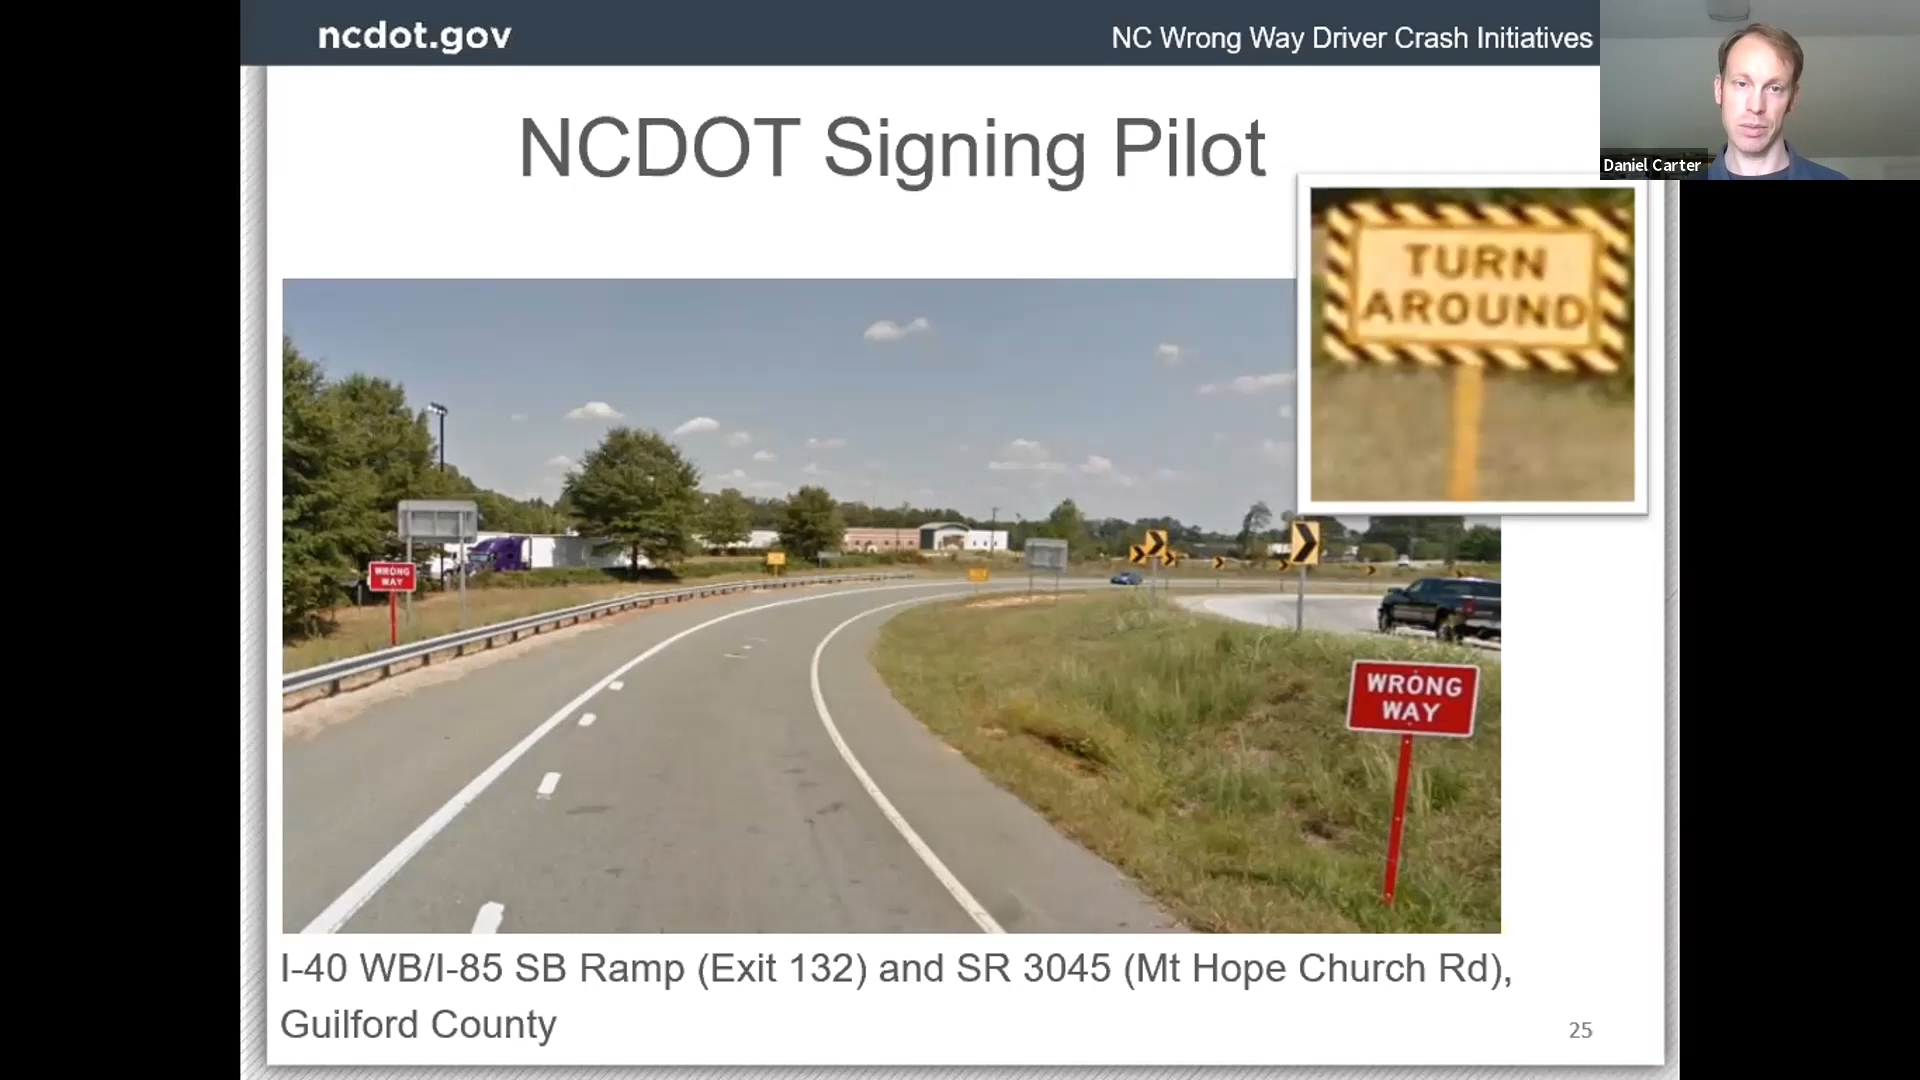 ncdot.gov
NC Wrong Way Driver Crash Initiatives
Daniel Carter
NCDOT Signing Pilot
TURN
AROUND
WRONG
WAY
WRONG
WAY
I-40 WB/I-85 SB Ramp (Exit 132) and SR 3045 (Mt Hope Church Rd),
Guilford County
25